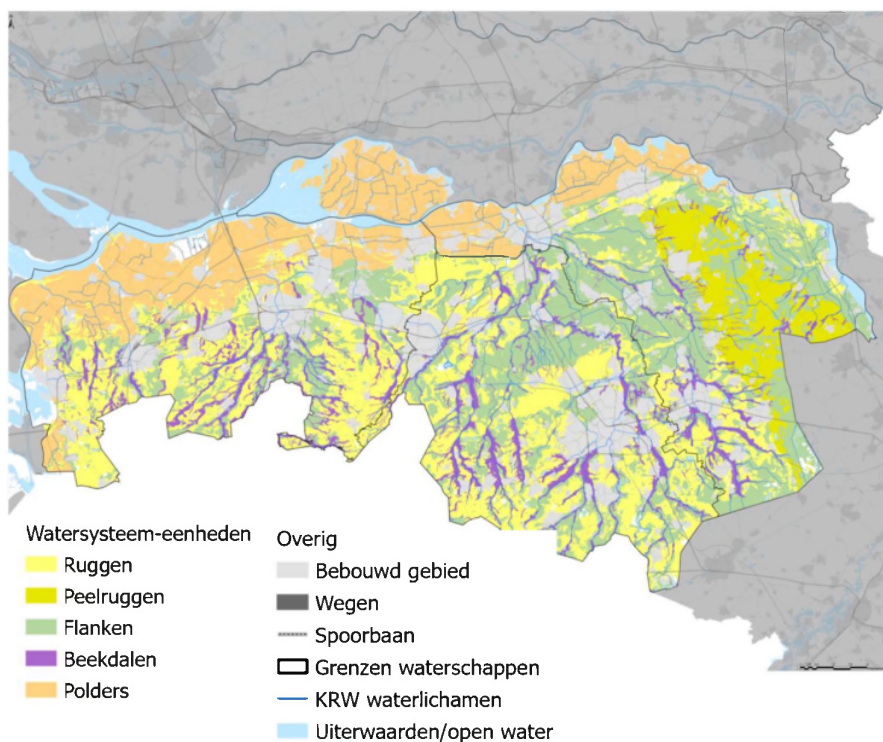 Watersysteem-eenheden
Ruggen
Peelruggen
Flanken
Beekdalen
Polders
Overig
Bebouwd gebied
Wegen
Spoorbaan
Grenzen waterschappen
KRW waterlichamen
Uiterwaarden/open water